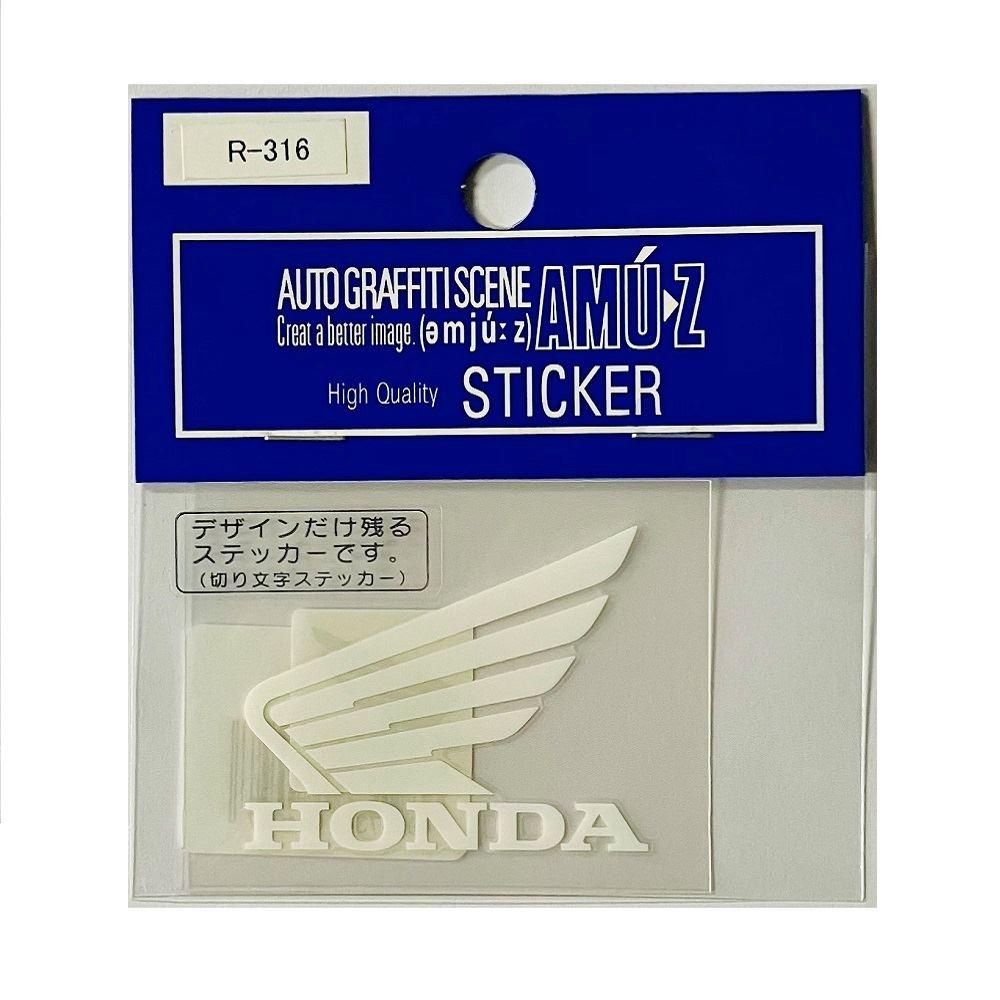 R-316
AUTO GRAFFITI SCENE
Creat a better image. (əmjú:z)
AMÚ▶Z
High Quality STICKER
デザインだけ残る
ステッカーです。
(切り文字ステッカー)
HONDA